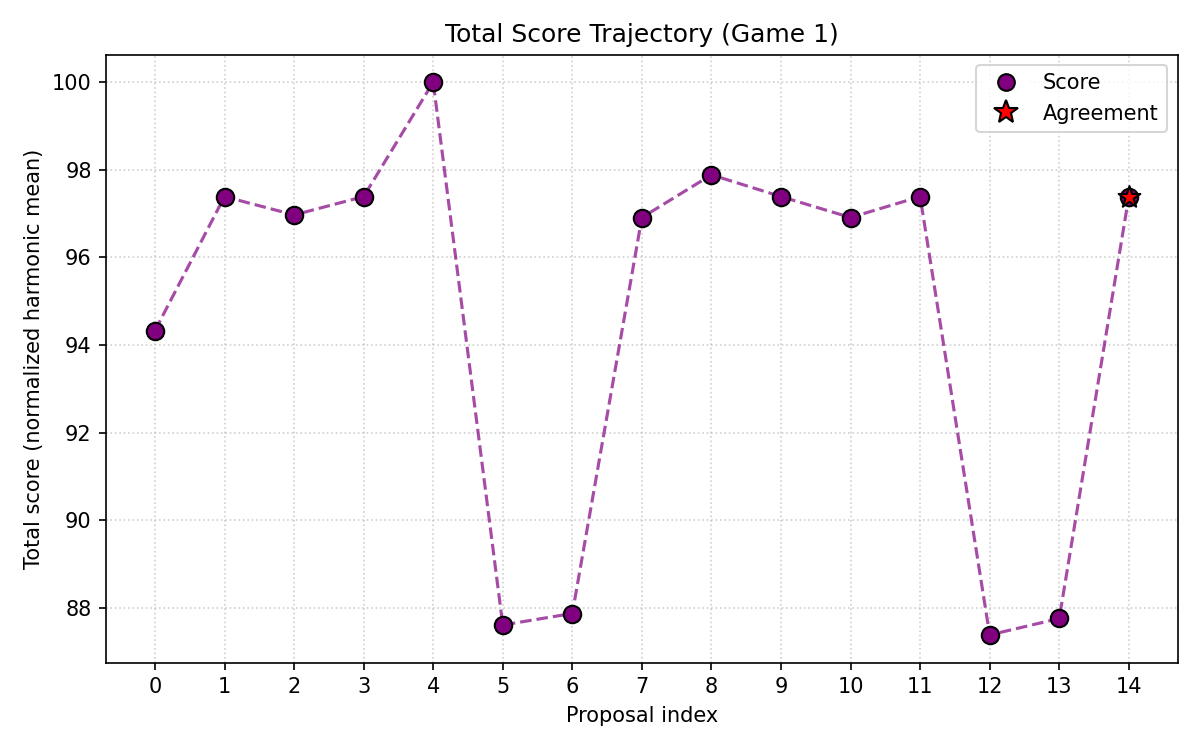 Total Score Trajectory (Game 1)
Score
Agreement
Total score (normalized harmonic mean)
100
98
96
94
92
90
88
0 1 2 3 4 5 6 7 8 9 10 11 12 13 14
Proposal index